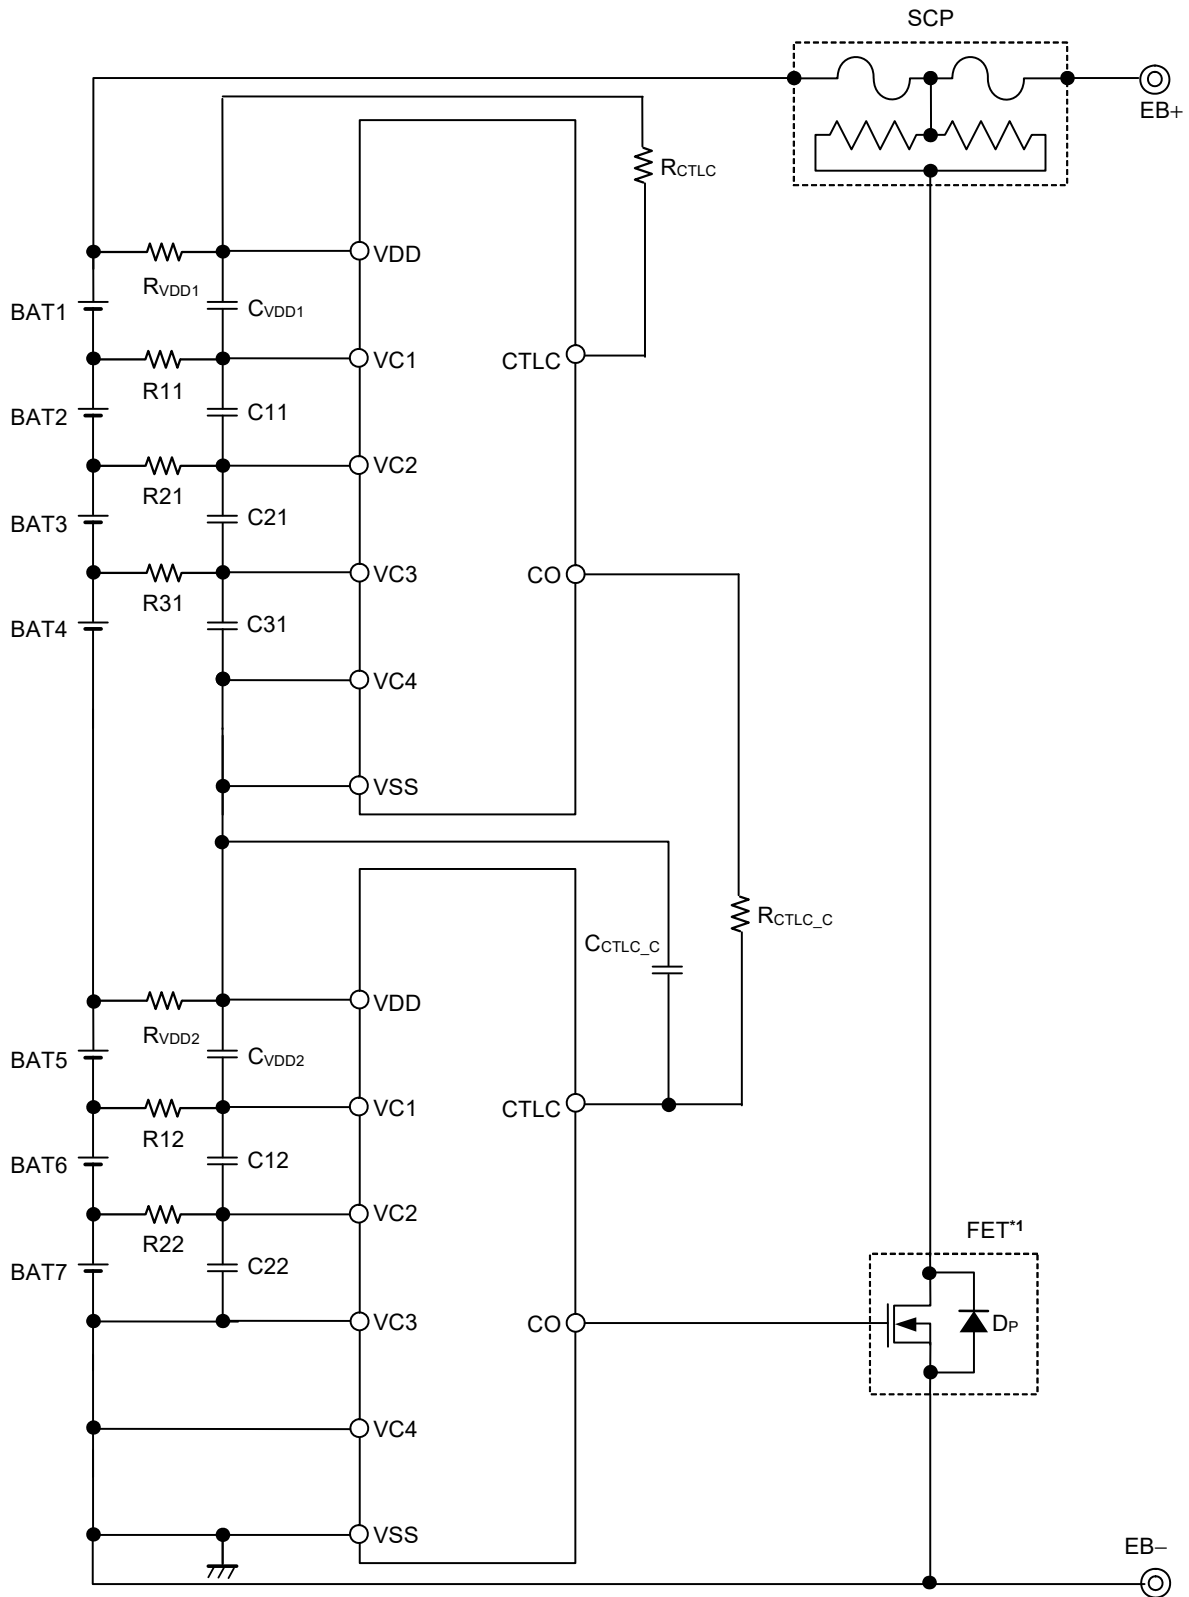 SCP
EB+
RCTLC
VDD
RVDD1
BAT1
CVDD1
VC1
CTLC
R11
BAT2
C11
VC2
R21
BAT3
C21
VC3
CO
R31
BAT4
C31
VC4
VSS
RCTLC_C
CCTLC_C
VDD
RVDD2
BAT5
CVDD2
VC1
CTLC
R12
BAT6
C12
VC2
R22
FET*1
BAT7
C22
VC3
CO
DP
VC4
VSS
EB−